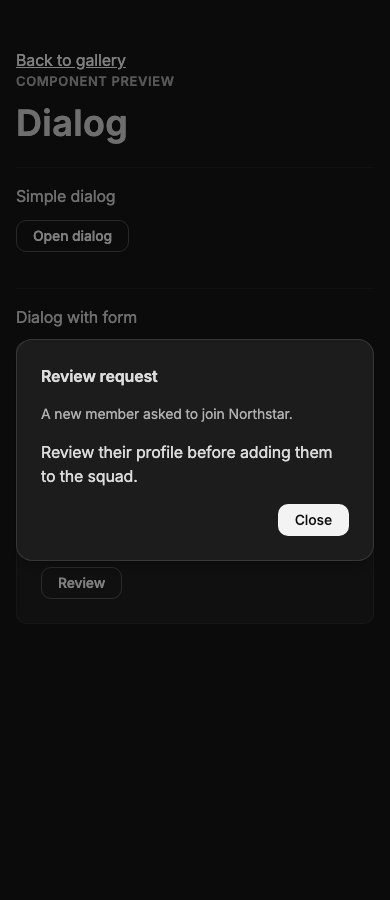 Back to gallery
COMPONENT PREVIEW
Dialog
Simple dialog
Open dialog
Dialog with form
Review request
A new member asked to join Northstar.
Review their profile before adding them
to the squad.
Close
Review